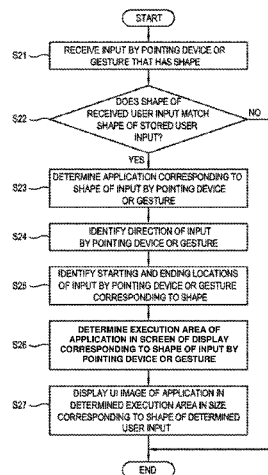 START
S21
RECEIVE INPUT BY POINTING DEVICE OR
GESTURE THAT HAS SHAPE
S22
DOES SHAPE OF
RECEIVED USER INPUT MATCH
SHAPE OF STORED USER
INPUT?
NO
YES
S23
DETERMINE APPLICATION CORRESPONDING TO
SHAPE OF INPUT BY POINTING DEVICE
OR GESTURE
S24
IDENTIFY DIRECTION OF INPUT
BY POINTING DEVICE OR GESTURE
S25
IDENTIFY STARTING AND ENDING LOCATIONS
OF INPUT BY POINTING DEVICE OR GESTURE
CORRESPONDING TO SHAPE
S26
DETERMINE EXECUTION AREA OF
APPLICATION IN SCREEN OF DISPLAY
CORRESPONDING TO SHAPE OF INPUT BY
POINTING DEVICE OR GESTURE
S27
DISPLAY UI IMAGE OF APPLICATION IN
DETERMINED EXECUTION AREA IN SIZE
CORRESPONDING TO SHAPE OF DETERMINED
USER INPUT
END